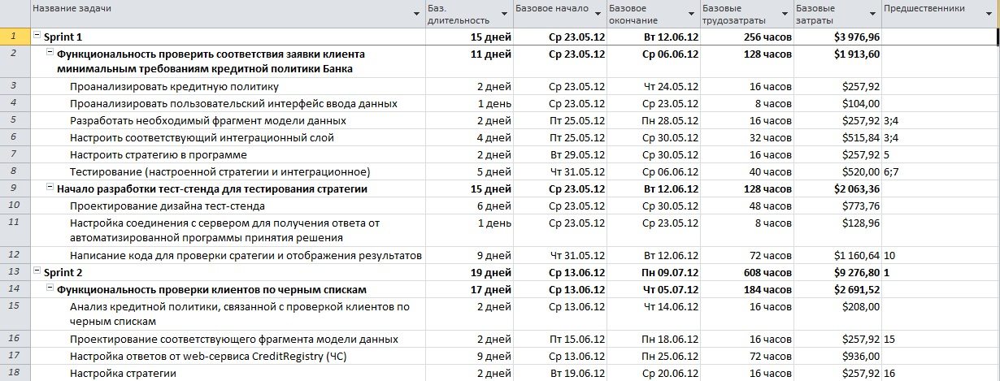 Название задачи Баз. длительность Базовое начало Базовое окончание Базовые трудозатраты Базовые затраты Предшественники
1 Sprint 1 15 дней Ср 23.05.12 Вт 12.06.12 256 часов $3 976,96
2 Функциональность проверить соответствия заявки клиента 11 дней Ср 23.05.12 Ср 06.06.12 128 часов $1 913,60
минимальным требованиям кредитной политики Банка
3 Проанализировать кредитную политику 2 дней Ср 23.05.12 Чт 24.05.12 16 часов $257,92
4 Проанализировать пользовательский интерфейс ввода данных 1 день Ср 23.05.12 Ср 23.05.12 8 часов $104,00
5 Разработать необходимый фрагмент модели данных 2 дней Пт 25.05.12 Пн 28.05.12 16 часов $257,92 3;4
6 Настроить соответствующий интеграционный слой 4 дней Пт 25.05.12 Ср 30.05.12 32 часов $515,84 3;4
7 Настроить стратегию в программе 2 дней Вт 29.05.12 Ср 30.05.12 16 часов $257,92 5
8 Тестирование (настроенной стратегии и интеграционное) 5 дней Чт 31.05.12 Ср 06.06.12 40 часов $520,00 6;7
9 Начало разработки тест-стенда для тестирования стратегии 15 дней Ср 23.05.12 Вт 12.06.12 128 часов $2 063,36
10 Проектирование дизайна тест-стенда 6 дней Ср 23.05.12 Ср 30.05.12 48 часов $773,76
11 Настройка соединения с сервером для получения ответа от 1 день Ср 23.05.12 Ср 23.05.12 8 часов $128,96
автоматизированной программы принятия решения
12 Написание кода для проверки сратегии и отображения результатов 9 дней Чт 31.05.12 Вт 12.06.12 72 часов $1 160,64 10
13 Sprint 2 19 дней Ср 13.06.12 Пн 09.07.12 608 часов $9 276,80 1
14 Функциональность проверки клиентов по черным спискам 17 дней Ср 13.06.12 Чт 05.07.12 184 часов $2 691,52
15 Анализ кредитной политики, связанной с проверкой клиентов по 2 дней Ср 13.06.12 Чт 14.06.12 16 часов $208,00
черным спискам
16 Проектирование соответствующего фрагмента модели данных 2 дней Пт 15.06.12 Пн 18.06.12 16 часов $257,92 15
17 Настройка ответов от web-сервиса CreditRegistry (ЧС) 9 дней Ср 13.06.12 Пн 25.06.12 72 часов $936,00
18 Настройка стратегии 2 дней Вт 19.06.12 Ср 20.06.12 16 часов $257,92 16